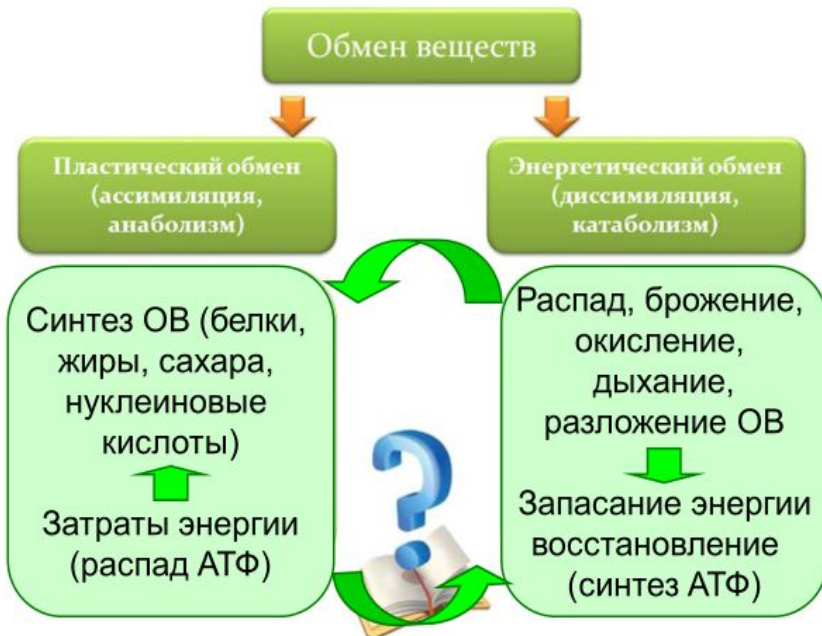 Обмен веществ
Пластический обмен
(ассимиляция,
анаболизм)
Энергетический обмен
(диссимиляция,
катаболизм)
Синтез ОВ (белки,
жиры, сахара,
нуклеиновые
кислоты)
Затраты энергии
(распад АТФ)
Распад, брожение,
окисление,
дыхание,
разложение ОВ
Запасание энергии
восстановление
(синтез АТФ)
?